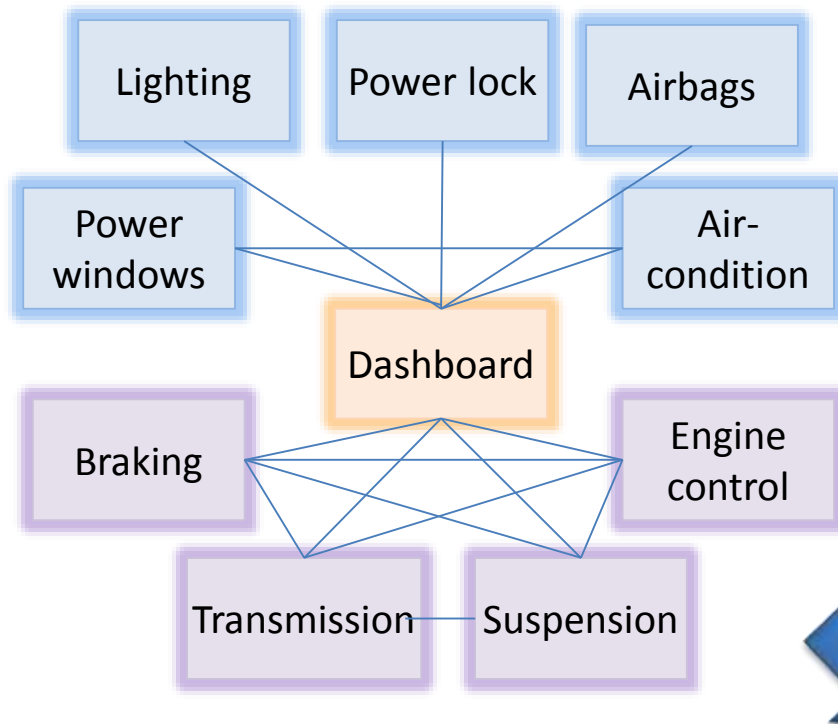 Lighting
Power lock
Airbags
Power
windows
Air-
condition
Dashboard
Braking
Engine
control
Transmission
Suspension